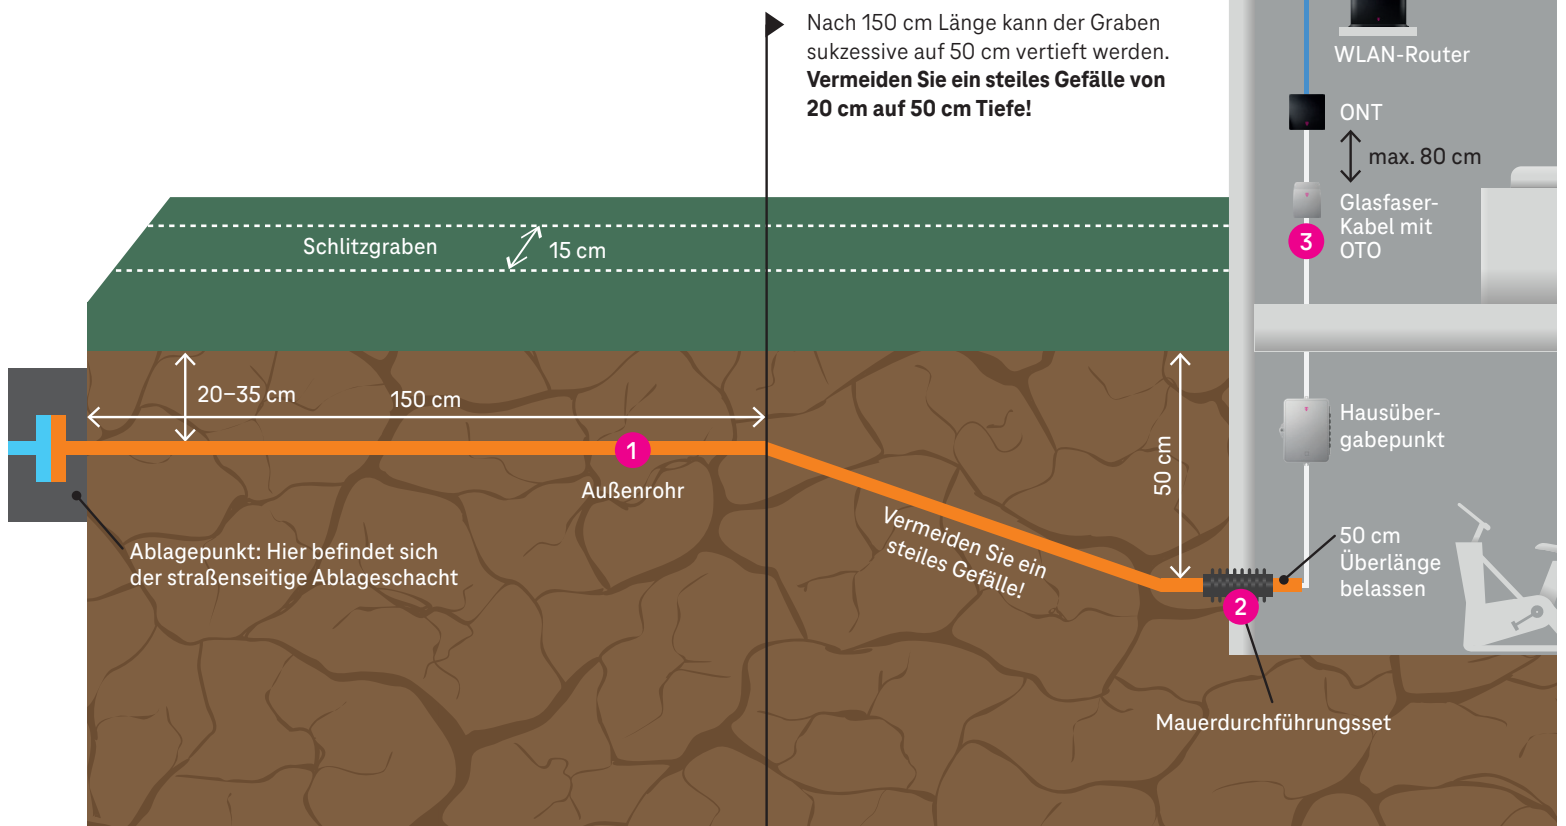 Nach 150 cm Länge kann der Graben
sukzessive auf 50 cm vertieft werden.
Vermeiden Sie ein steiles Gefälle von
20 cm auf 50 cm Tiefe!
WLAN-Router
ONT
max. 80 cm
Glasfaser-
Kabel mit
OTO
3
Schlitzgraben
15 cm
20–35 cm
150 cm
1
Außenrohr
Ablagepunkt: Hier befindet sich
der straßenseitige Ablageschacht
Vermeiden Sie ein
steiles Gefälle!
50 cm
Hausüber-
gabepunkt
50 cm
Überlänge
belassen
2
Mauerdurchführungsset